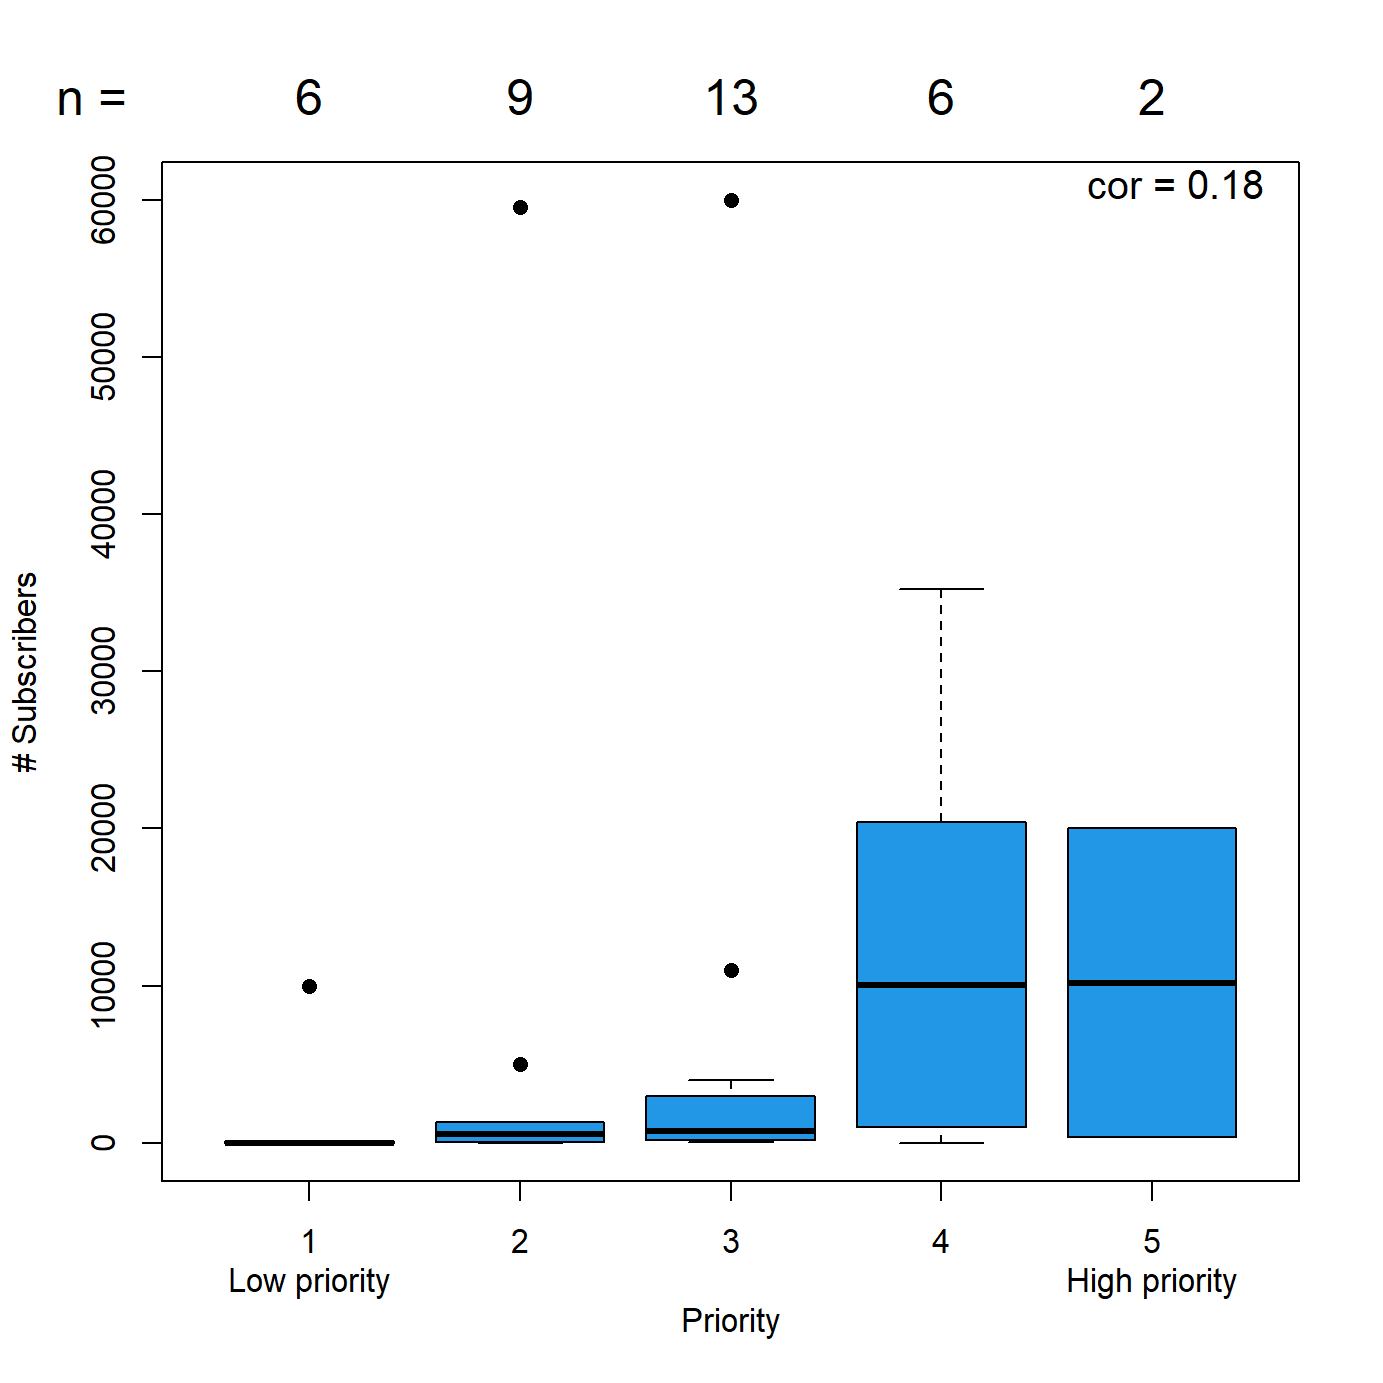 n = 6 9 13 6 2
cor = 0.18
60000
50000
40000
30000
20000
10000
0
# Subscribers
1 2 3 4 5
Low priority High priority
Priority